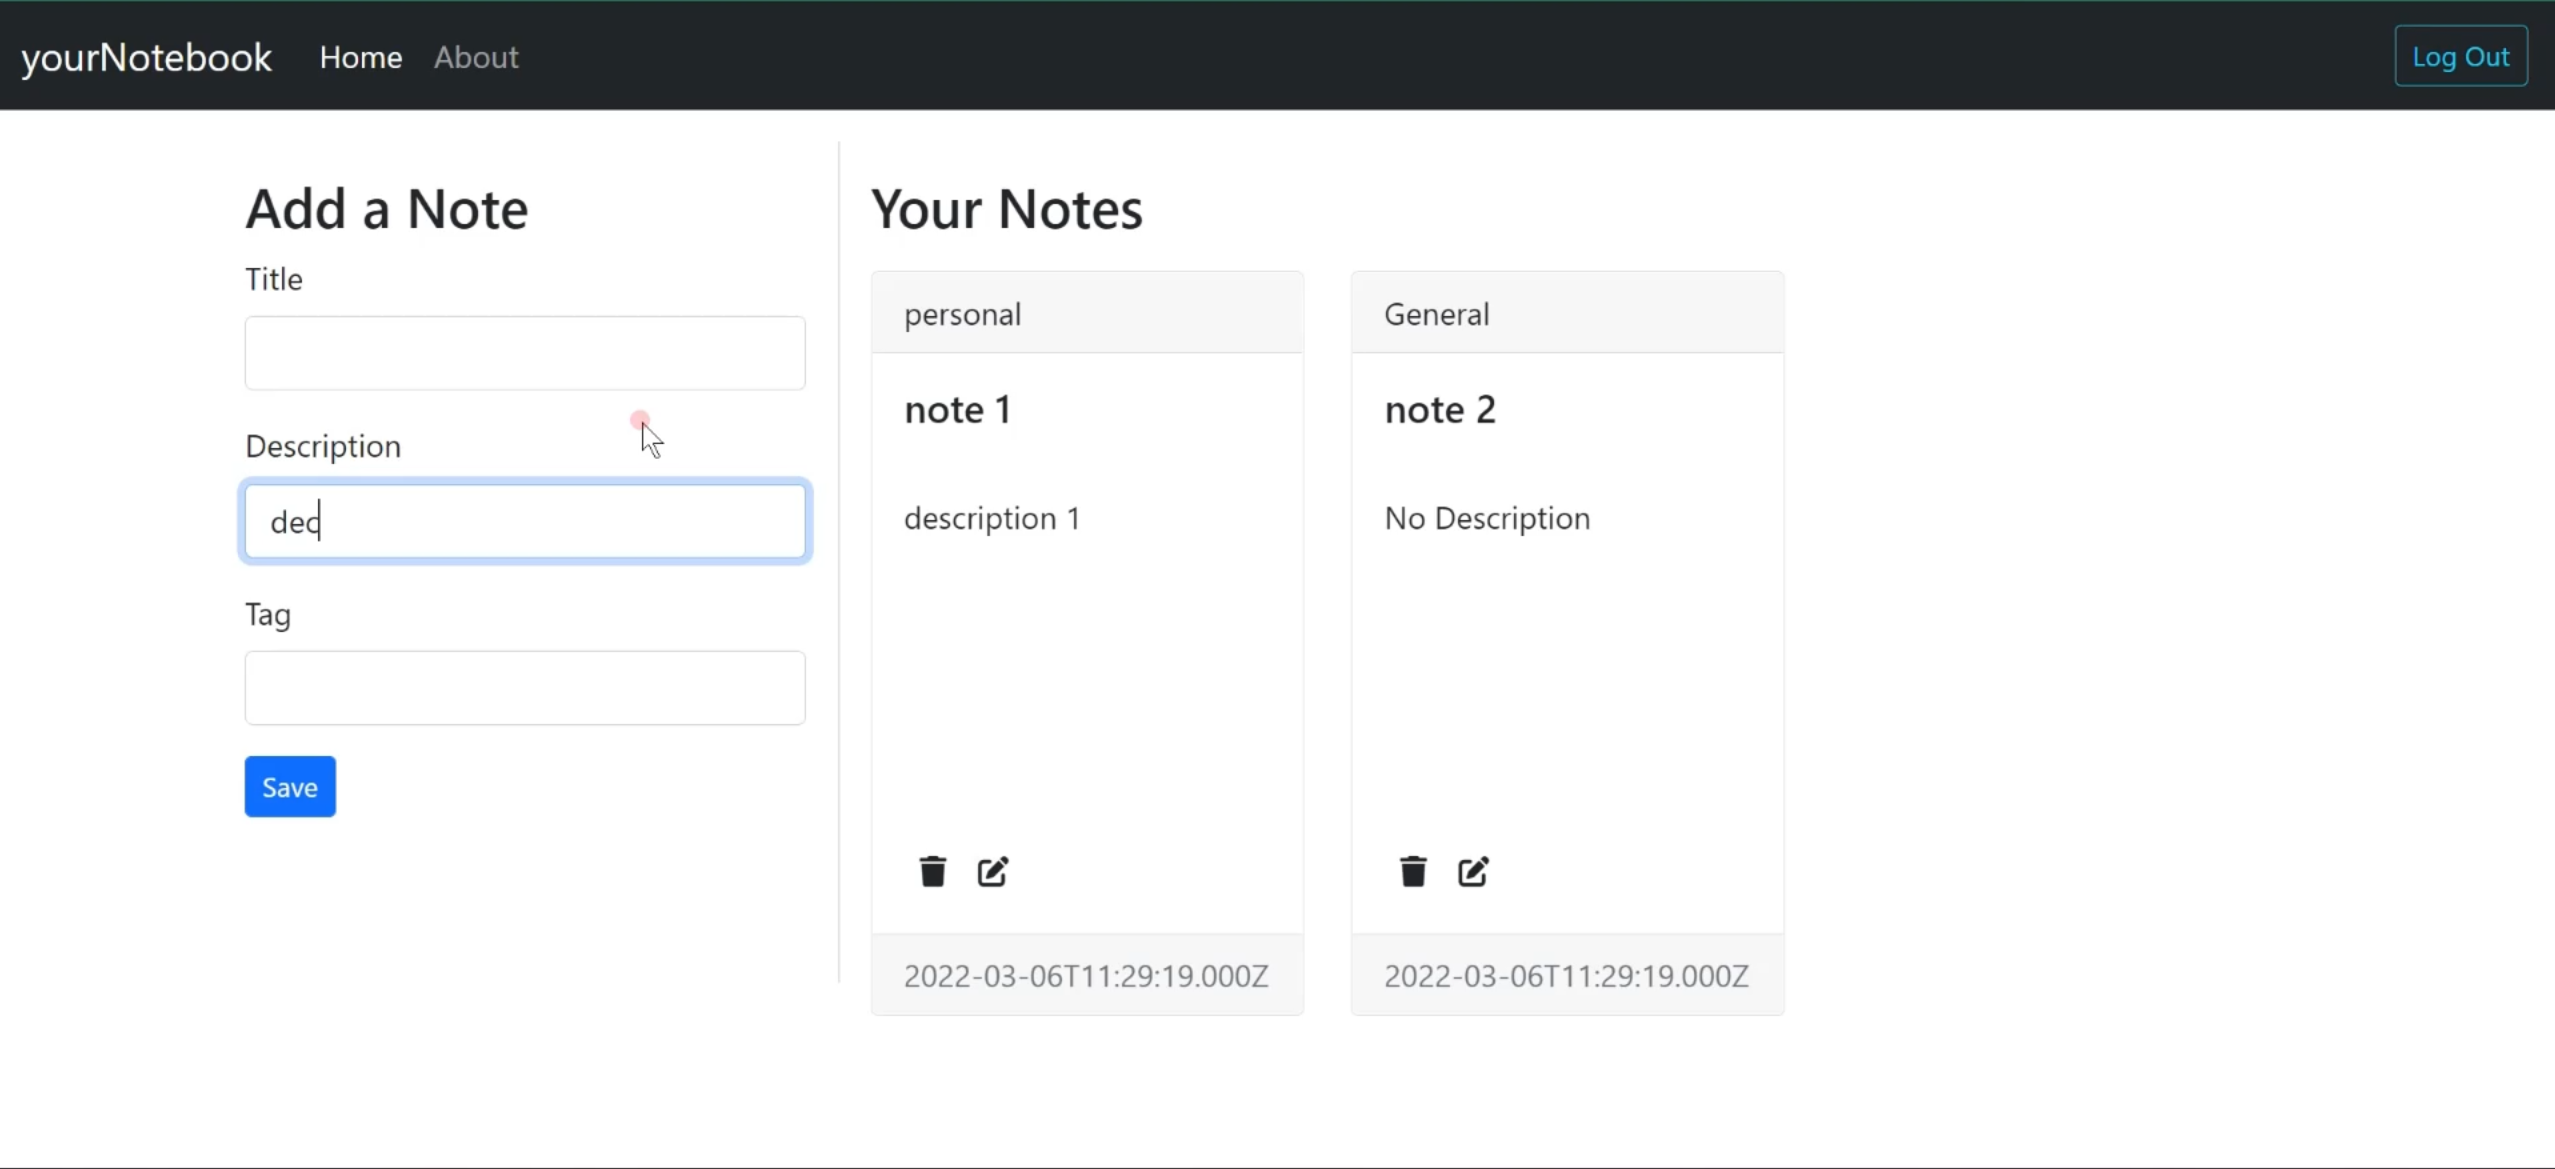 yourNotebook Home About Log Out
Add a Note
Title
Description
dec
Tag
Save
Your Notes
personal
note 1
description 1
2022-03-06T11:29:19.000Z
General
note 2
No Description
2022-03-06T11:29:19.000Z